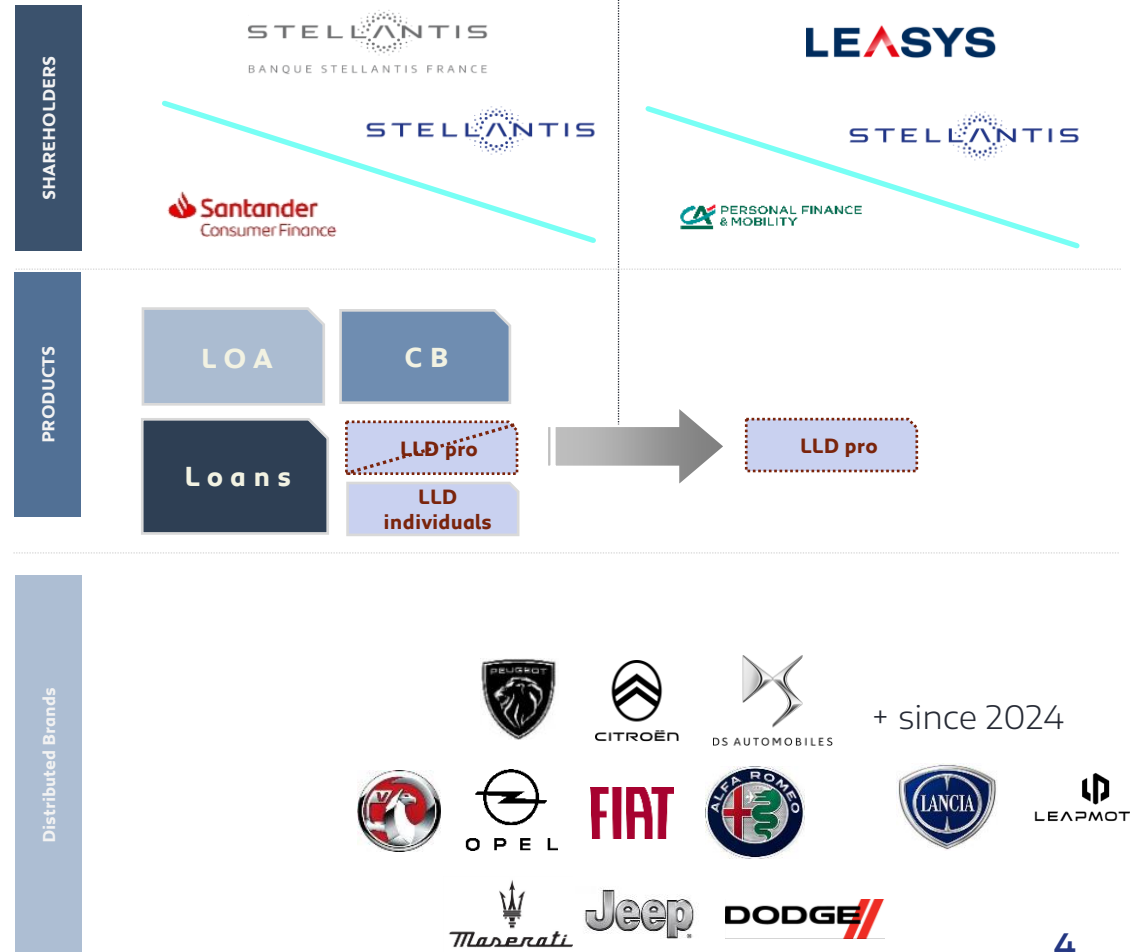 SHAREHOLDERS
STELLANTIS
BANQUE STELLANTIS FRANCE
STELLANTIS
Santander
Consumer Finance
LEASYS
STELLANTIS
CA PERSONAL FINANCE
& MOBILITY
PRODUCTS
LOA
CB
Loans
LLD pro
LLD
individuals
LLD pro
Distributed Brands
PEUGEOT
CITROËN
DS AUTOMOBILES
+ since 2024
V
OPEL
FIAT
ALFA ROMEO
LANCIA
LEAPMOT
Maserati
Jeep
DODGE
4